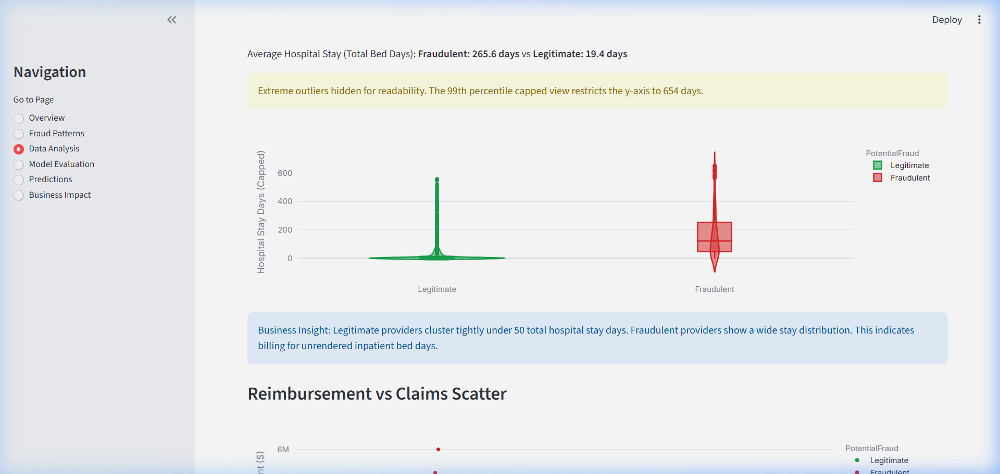 Deploy
Navigation
Go to Page
Overview
Fraud Patterns
Data Analysis
Model Evaluation
Predictions
Business Impact
Average Hospital Stay (Total Bed Days): Fraudulent: 265.6 days vs Legitimate: 19.4 days
Extreme outliers hidden for readability. The 99th percentile capped view restricts the y-axis to 654 days.
Hospital Stay Days (Capped)
600
400
200
0
Legitimate
Fraudulent
PotentialFraud
Legitimate
Fraudulent
Business Insight: Legitimate providers cluster tightly under 50 total hospital stay days. Fraudulent providers show a wide stay distribution. This indicates
billing for unrendered inpatient bed days.
Reimbursement vs Claims Scatter
6M
nt ($)
PotentialFraud
Legitimate
Fraudulent